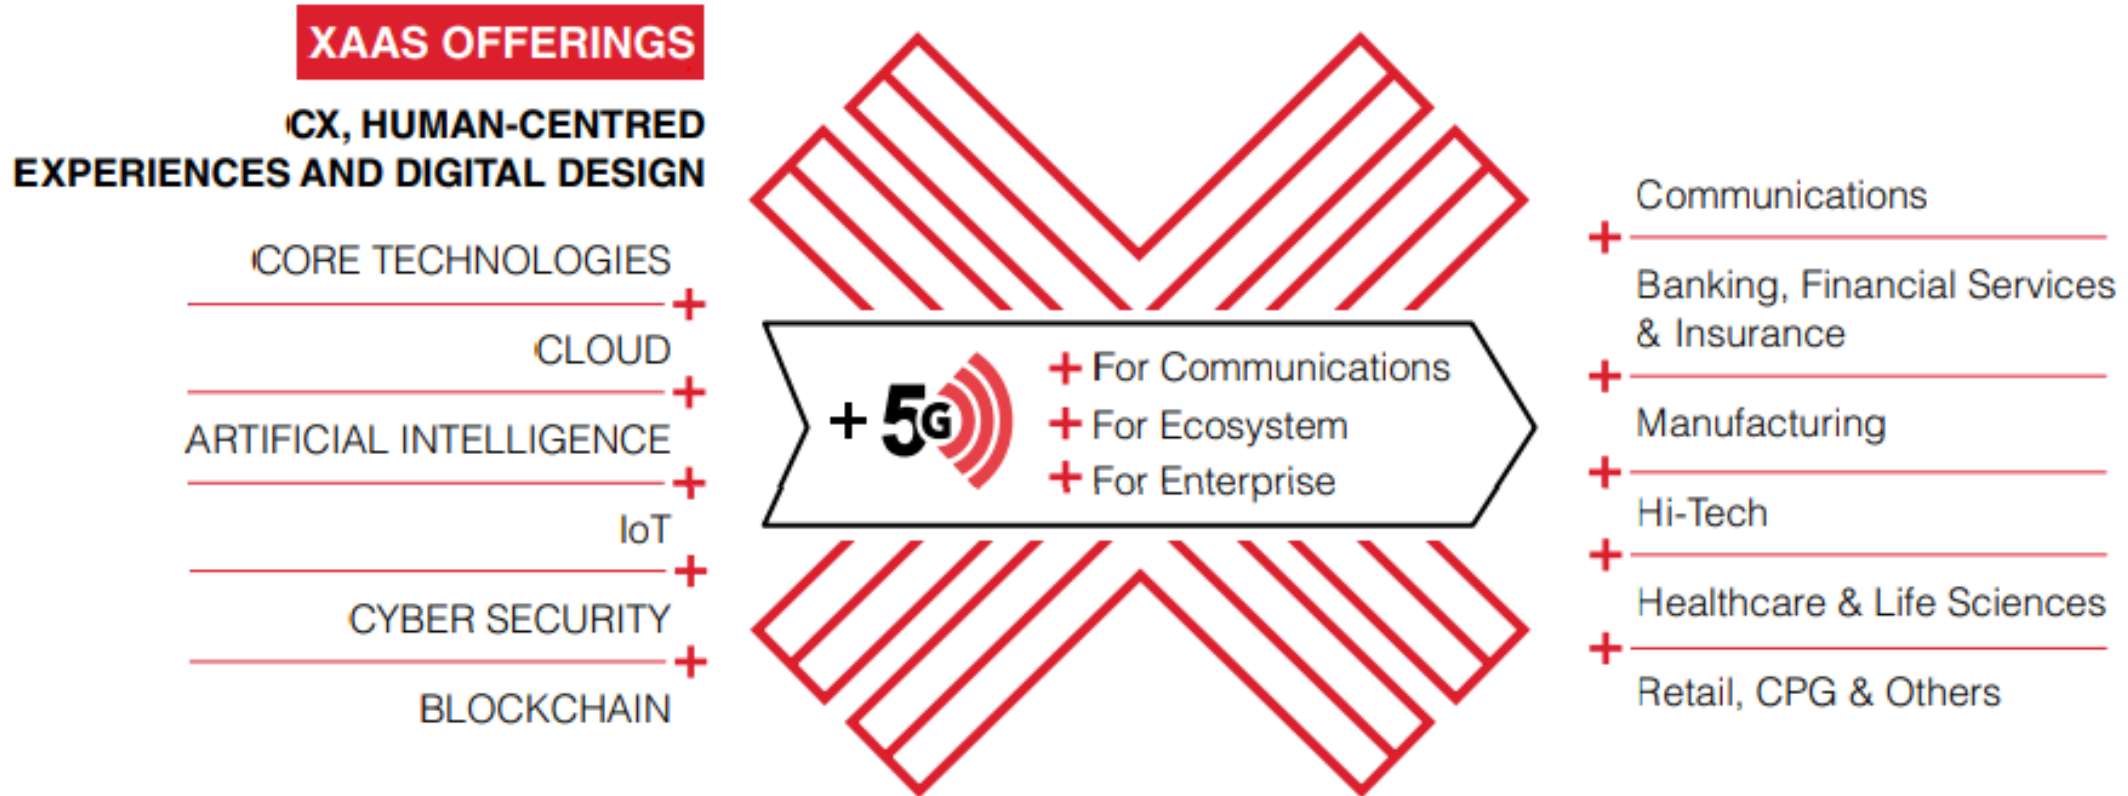 XAAS OFFERINGS
CX, HUMAN-CENTRED
EXPERIENCES AND DIGITAL DESIGN
CORE TECHNOLOGIES
CLOUD
ARTIFICIAL INTELLIGENCE
IoT
CYBER SECURITY
BLOCKCHAIN
+ 5G
+ For Communications
+ For Ecosystem
+ For Enterprise
Communications
Banking, Financial Services
& Insurance
Manufacturing
Hi-Tech
Healthcare & Life Sciences
Retail, CPG & Others